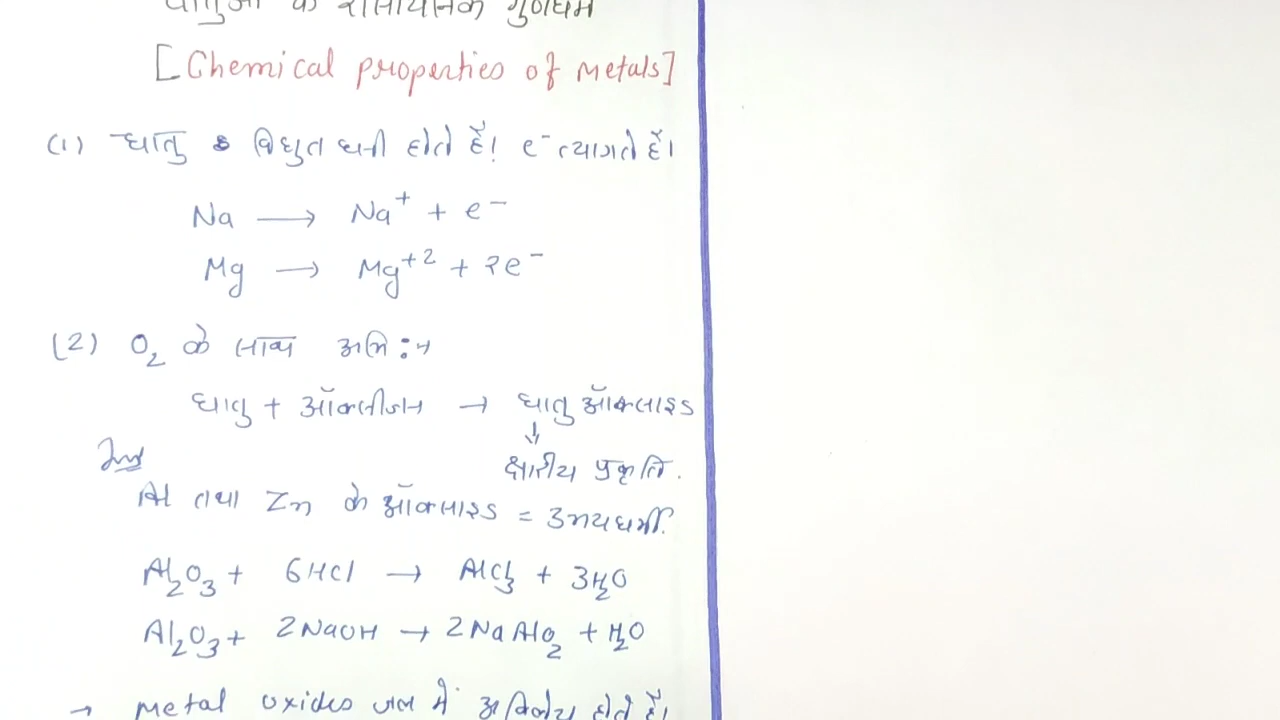 धातुओं के रासायनिक गुणधर्म
[Chemical properties of metals]
(1) धातु विद्युत धनी होते हैं। e⁻ त्यागते हैं।
Na ⟶ Na⁺ + e⁻
Mg ⟶ Mg⁺² + 2e⁻
(2) O₂ के साथ अभि:न
धातु + ऑक्सीजन → धातु ऑक्साइड
↓
क्षारीय प्रकृति.
Al तथा Zn के ऑक्साइड = उभयधर्मी.
Al₂O₃ + 6HCl → AlCl₃ + 3H₂O
Al₂O₃ + 2NaOH → 2NaAlO₂ + H₂O
→ metal oxides जल में अविलेय होते हैं।